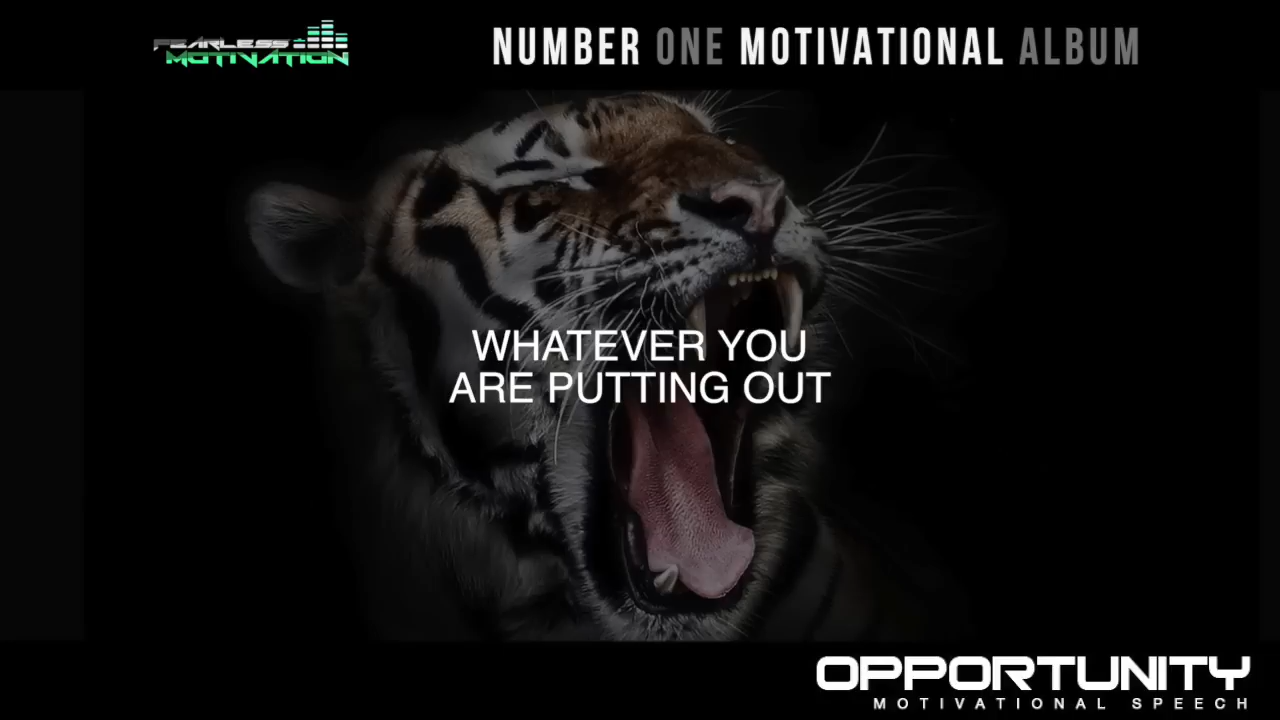 FEARLESS
MOTIVATION
NUMBER ONE MOTIVATIONAL ALBUM
WHATEVER YOU
ARE PUTTING OUT
OPPORTUNITY
MOTIVATIONAL SPEECH